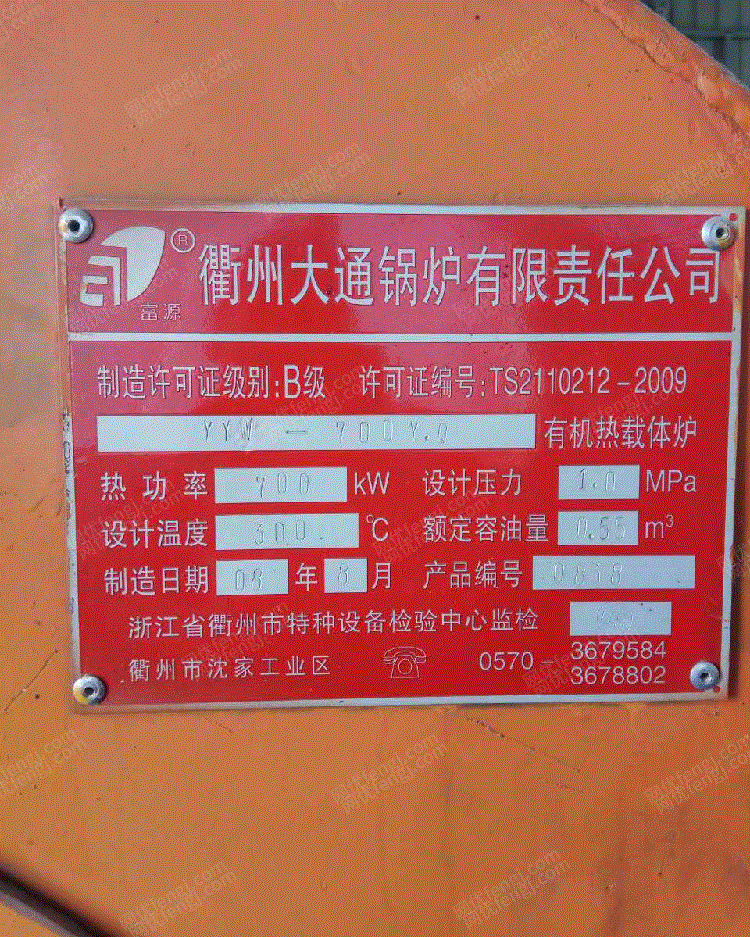 富源
®
衢州大通锅炉有限责任公司
制造许可证级别:B级 许可证编号:TS2110212-2009
YYW-700Y.Q 有机热载体炉
热功率 700 kW 设计压力 1.0 MPa
设计温度 300 ℃ 额定容油量 0.55 m³
制造日期 08 年 8 月 产品编号 0838
浙江省衢州市特种设备检验中心监检
衢州市沈家工业区 0570 3679584
3678802